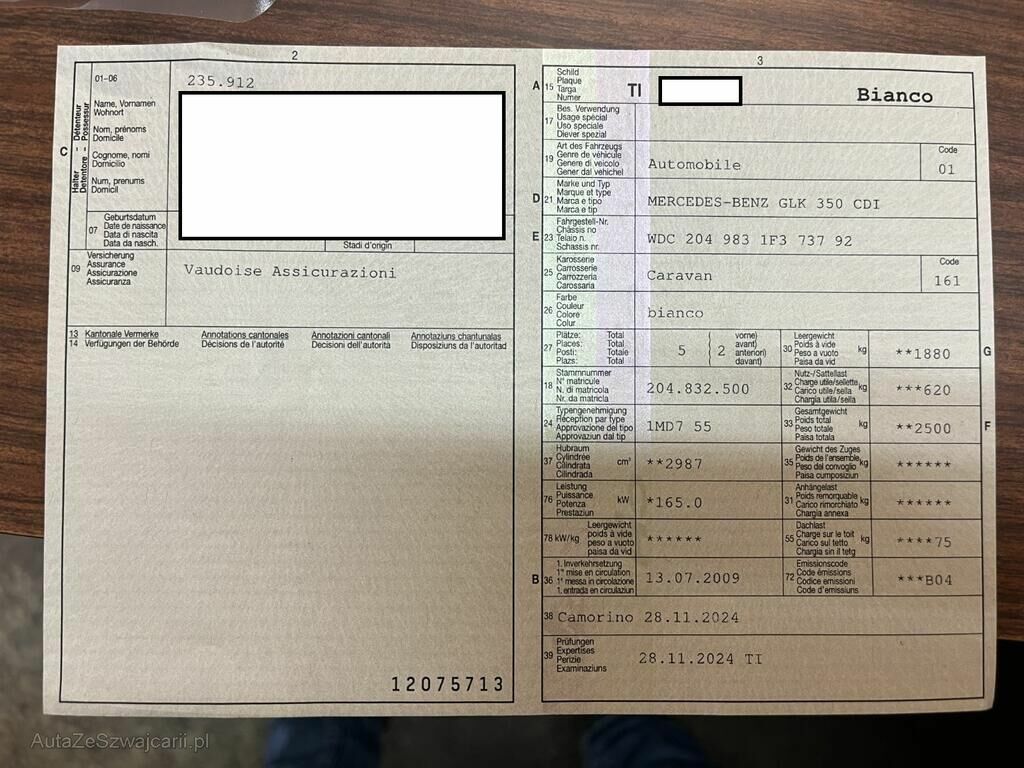 2
01-06
235.912
C
Halter - Détenteur
Detentore - Possessur
Name, Vornamen
Wohnort
Nom, prénoms
Domicile
Cognome, nomi
Domicilio
Num, prenums
Domicil
07
Geburtsdatum
Date de naissance
Data di nascita
Data da nasch.
Stadi d'origin
09
Versicherung
Assurance
Assicurazione
Assicuranza
Vaudoise Assicurazioni
13 Kantonale Vermerke Annotations cantonales Annotazioni cantonali Annotaziuns chantunalas
14 Verfügungen der Behörde Décisions de l'autorité Decisioni dell'autorità Disposiziuns da l'autoritad
12075713
3
A 15
Schild
Plaque
Targa
Numer
TI
Bianco
17
Bes. Verwendung
Usage spécial
Uso speciale
Diever spezial
19
Art des Fahrzeugs
Genre de véhicule
Genere di veicolo
Gener dal vehichel
Automobile
Code
01
D 21
Marke und Typ
Marque et type
Marca e tipo
Marca e tip
MERCEDES-BENZ GLK 350 CDI
E 23
Fahrgestell-Nr.
Châssis no
Telaio n.
Schassis nr.
WDC 204 983 1F3 737 92
25
Karosserie
Carrosserie
Carrozzeria
Carossaria
Caravan
Code
161
26
Farbe
Couleur
Colore
Colur
bianco
27
Plätze: Total
Places: Total
Posti: Totale
Plazs: Total
5 ( 2
vorne)
avant)
anteriori)
davant)
30
Leergewicht
Poids à vide
Peso a vuoto
Paisa da vid
kg
**1880
G
18
Stammnummer
N° matricule
N. di matricola
Nr. da matricla
204.832.500
32
Nutz-/Sattellast
Charge utile/sellette
Carico utile/sella
Chargia utila/sella
kg
***620
24
Typengenehmigung
Réception par type
Approvazione del tipo
Approvaziun dal tip
1MD7 55
33
Gesamtgewicht
Poids total
Peso totale
Paisa totala
kg
**2500
F
37
Hubraum
Cylindrée
Cilindrata
Cilindrada
cm³
**2987
35
Gewicht des Zuges
Poids de l'ensemble
Peso del convoglio
Paisa cumposiziun
kg
******
76
Leistung
Puissance
Potenza
Prestaziun
kW
*165.0
31
Anhängelast
Poids remorquable
Carico rimorchiato
Chargia annexa
kg
******
78 kW/kg
Leergewicht
poids à vide
peso a vuoto
paisa da vid
******
55
Dachlast
Charge sur le toit
Carico sul tetto
Chargia sin il tetg
kg
****75
B 36
1. Inverkehrsetzung
1re mise en circulation
1a messa in circolazione
1. entrada en circulaziun
13.07.2009
72
Emissionscode
Code émissions
Codice emissioni
Code d'emissiuns
***B04
38 Camorino 28.11.2024
39
Prüfungen
Expertises
Perizie
Examinaziuns
28.11.2024 TI
AutaZeSzwajcarii.pl